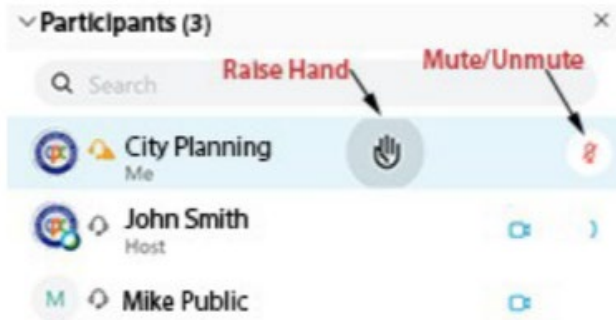 Participants (3)
Raise Hand
Mute/Unmute
Search
City Planning
Me
John Smith
Host
M
Mike Public